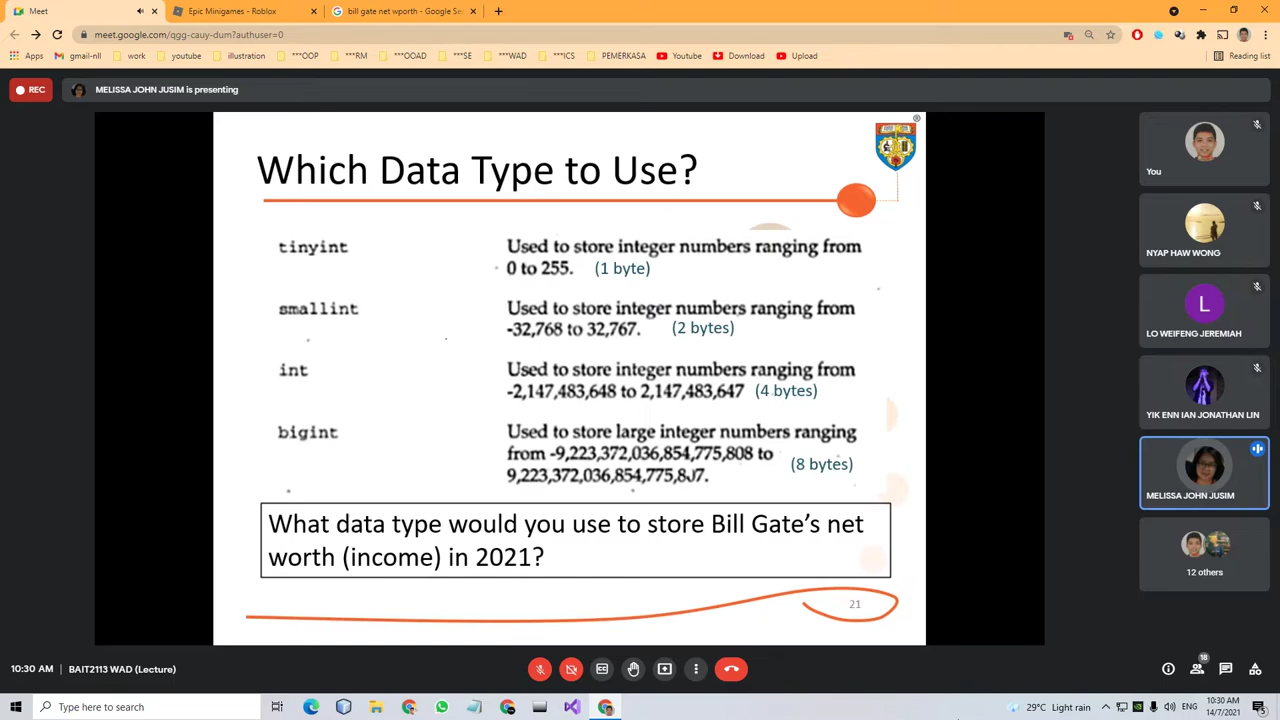 Meet
Epic Minigames - Roblox
bill gate net wporth - Google Se
meet.google.com/qgg-cauy-dum?authuser=0
Apps
gmail-nll
work
youtube
illustration
***OOP
***RM
***OOAD
***SE
***WAD
***ICS
PEMERKASA
Youtube
Download
Upload
Reading list
REC
MELISSA JOHN JUSIM is presenting
Which Data Type to Use?
®
tinyint
Used to store integer numbers ranging from
0 to 255. (1 byte)
smallint
Used to store integer numbers ranging from
-32,768 to 32,767. (2 bytes)
int
Used to store integer numbers ranging from
-2,147,483,648 to 2,147,483,647 (4 bytes)
bigint
Used to store large integer numbers ranging
from -9,223,372,036,854,775,808 to
9,223,372,036,854,775,807.
(8 bytes)
What data type would you use to store Bill Gate's net
worth (income) in 2021?
21
You
NYAP HAW WONG
L
LO WEIFENG JEREMIAH
YIK ENN IAN JONATHAN LIN
MELISSA JOHN JUSIM
12 others
10:30 AM | BAIT2113 WAD (Lecture)
18
Type here to search
29°C Light rain
ENG
10:30 AM
14/7/2021
5